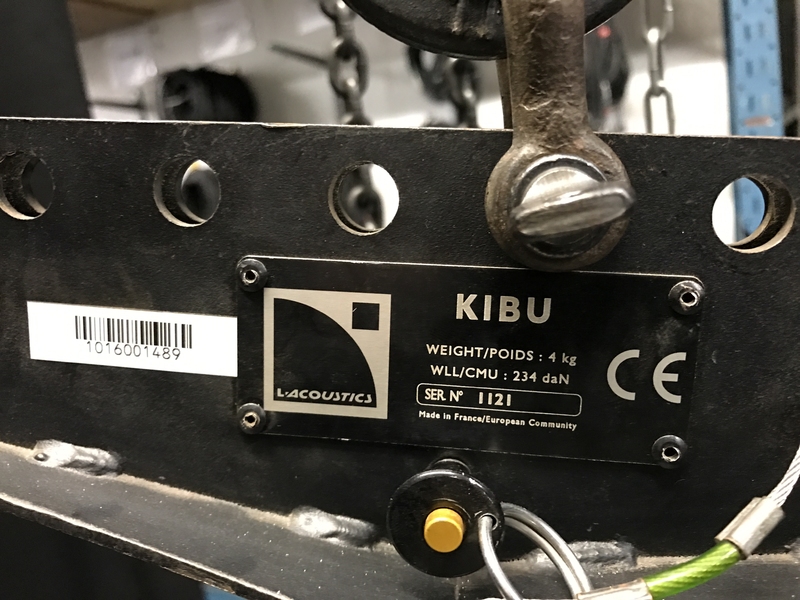 1016001489
L-ACOUSTICS
KIBU
WEIGHT/POIDS : 4 kg
WLL/CMU : 234 daN
SER. N° 1121
Made in France/European Community
CE